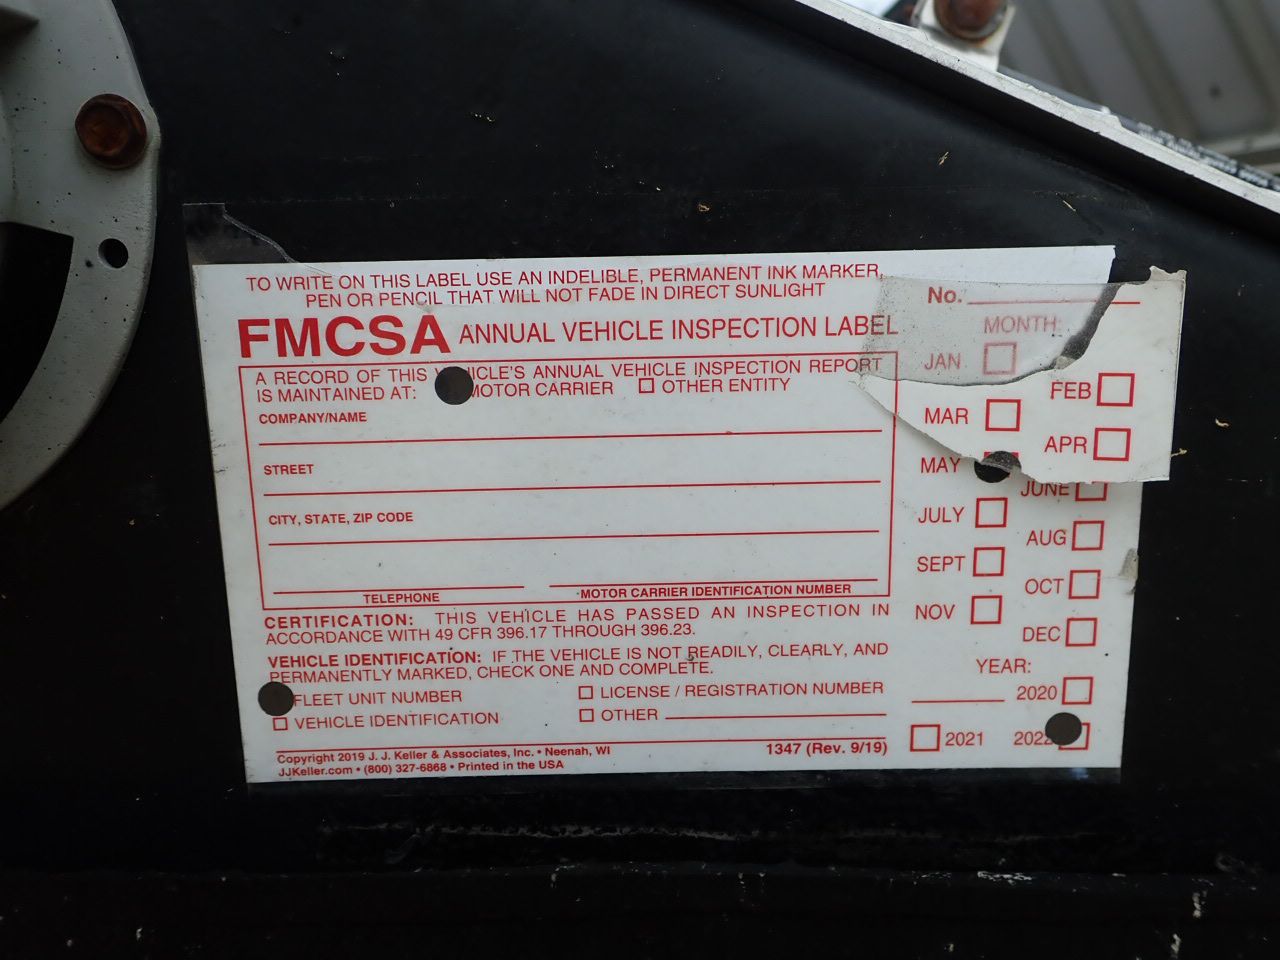 TO WRITE ON THIS LABEL USE AN INDELIBLE, PERMANENT INK MARKER,
PEN OR PENCIL THAT WILL NOT FADE IN DIRECT SUNLIGHT
FMCSA ANNUAL VEHICLE INSPECTION LABEL
A RECORD OF THIS VEHICLE'S ANNUAL VEHICLE INSPECTION REPORT
IS MAINTAINED AT: MOTOR CARRIER OTHER ENTITY
COMPANY/NAME
STREET
CITY, STATE, ZIP CODE
TELEPHONE MOTOR CARRIER IDENTIFICATION NUMBER
CERTIFICATION: THIS VEHICLE HAS PASSED AN INSPECTION IN
ACCORDANCE WITH 49 CFR 396.17 THROUGH 396.23.
VEHICLE IDENTIFICATION: IF THE VEHICLE IS NOT READILY, CLEARLY, AND
PERMANENTLY MARKED, CHECK ONE AND COMPLETE.
FLEET UNIT NUMBER LICENSE / REGISTRATION NUMBER
VEHICLE IDENTIFICATION OTHER
Copyright 2019 J. J. Keller & Associates, Inc. • Neenah, WI 1347 (Rev. 9/19)
JJKeller.com • (800) 327-6868 • Printed in the USA
No.
MONTH:
JAN
FEB
MAR
APR
MAY
JUNE
JULY
AUG
SEPT
OCT
NOV
DEC
YEAR:
2020
2021 2022